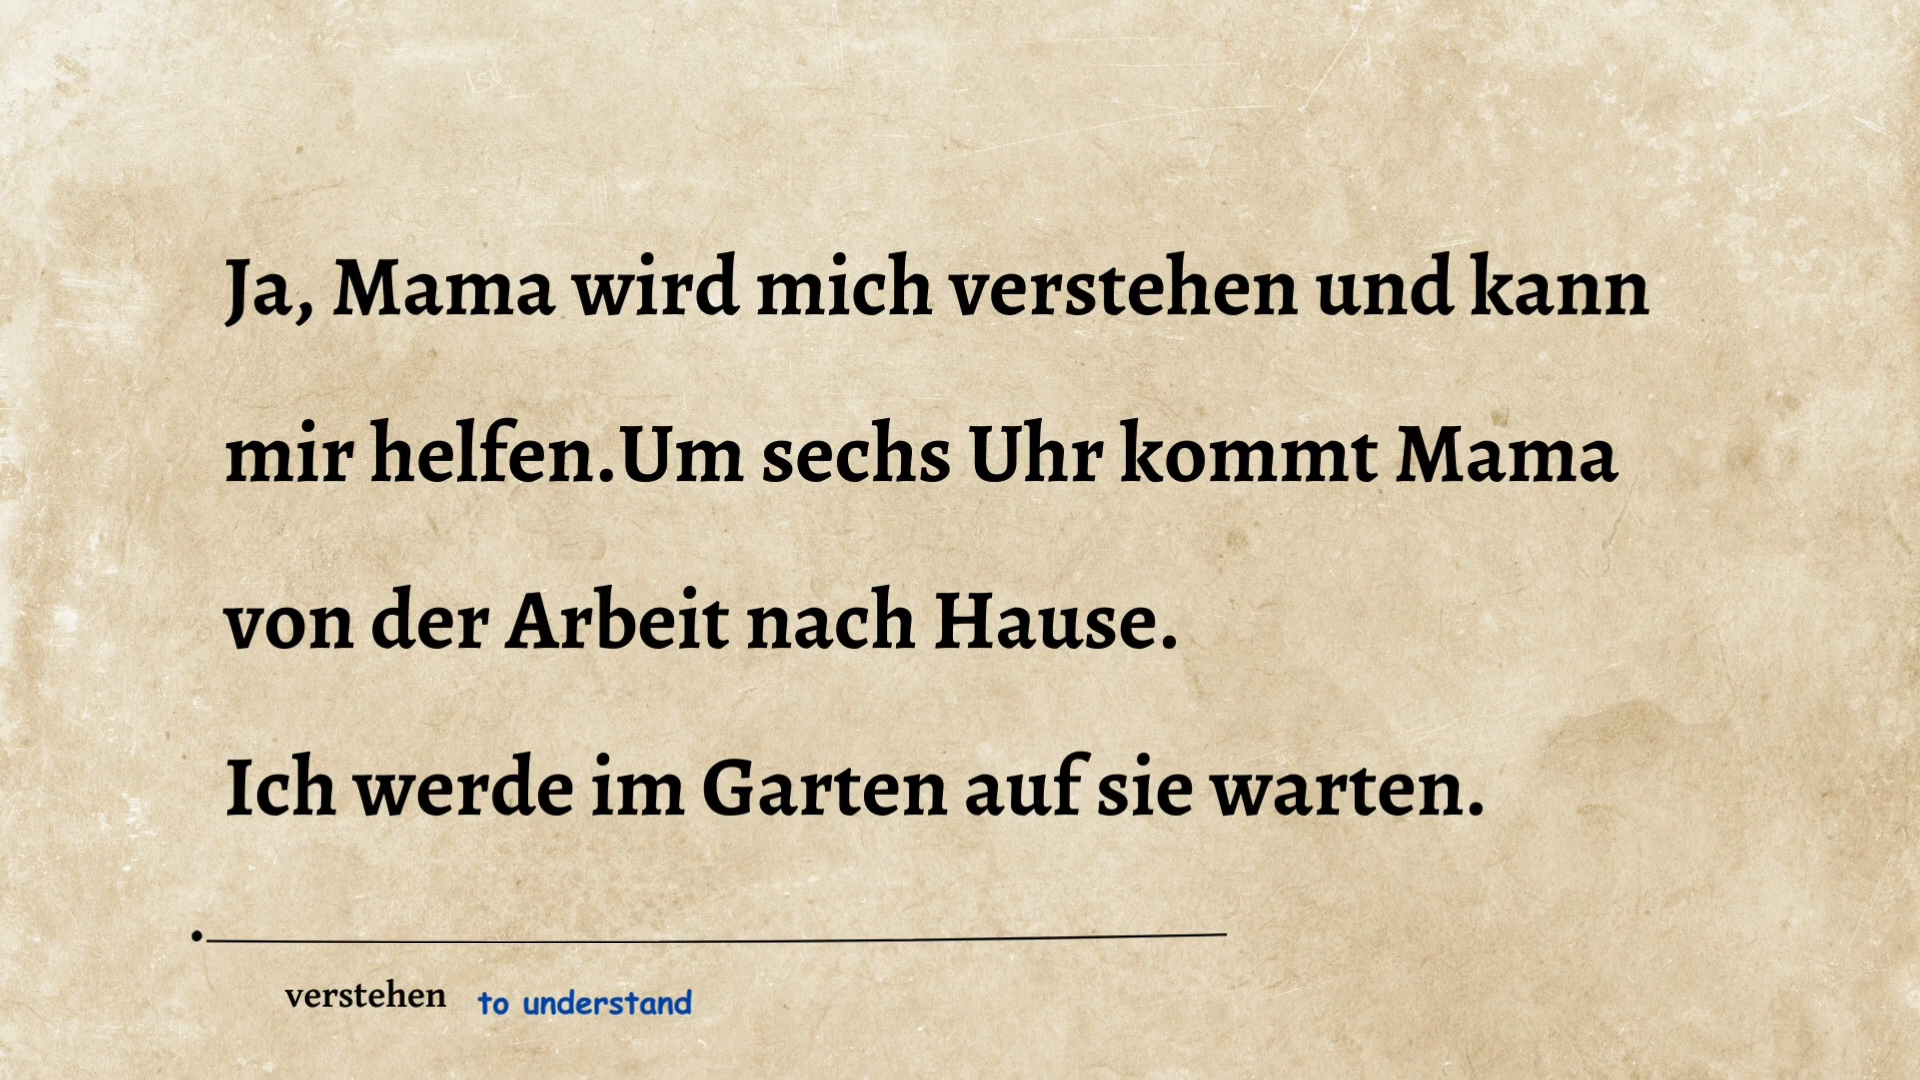 Ja, Mama wird mich verstehen und kann
mir helfen.Um sechs Uhr kommt Mama
von der Arbeit nach Hause.
Ich werde im Garten auf sie warten.
verstehen to understand